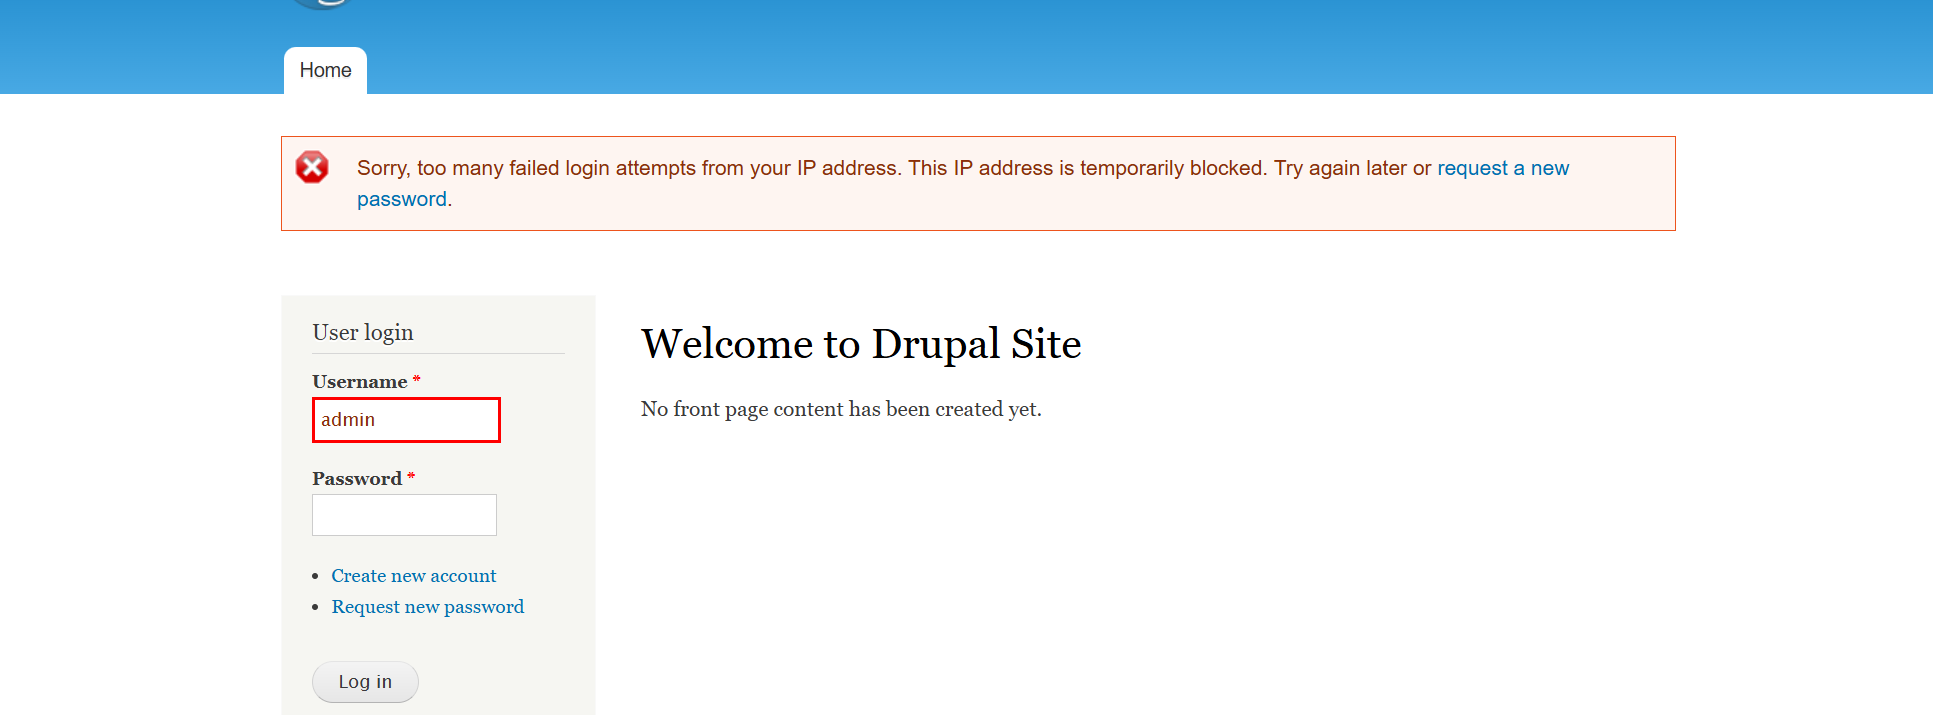 Home
Sorry, too many failed login attempts from your IP address. This IP address is temporarily blocked. Try again later or request a new
password.
User login
Username *
admin
Password *
Create new account
Request new password
Log in
Welcome to Drupal Site
No front page content has been created yet.